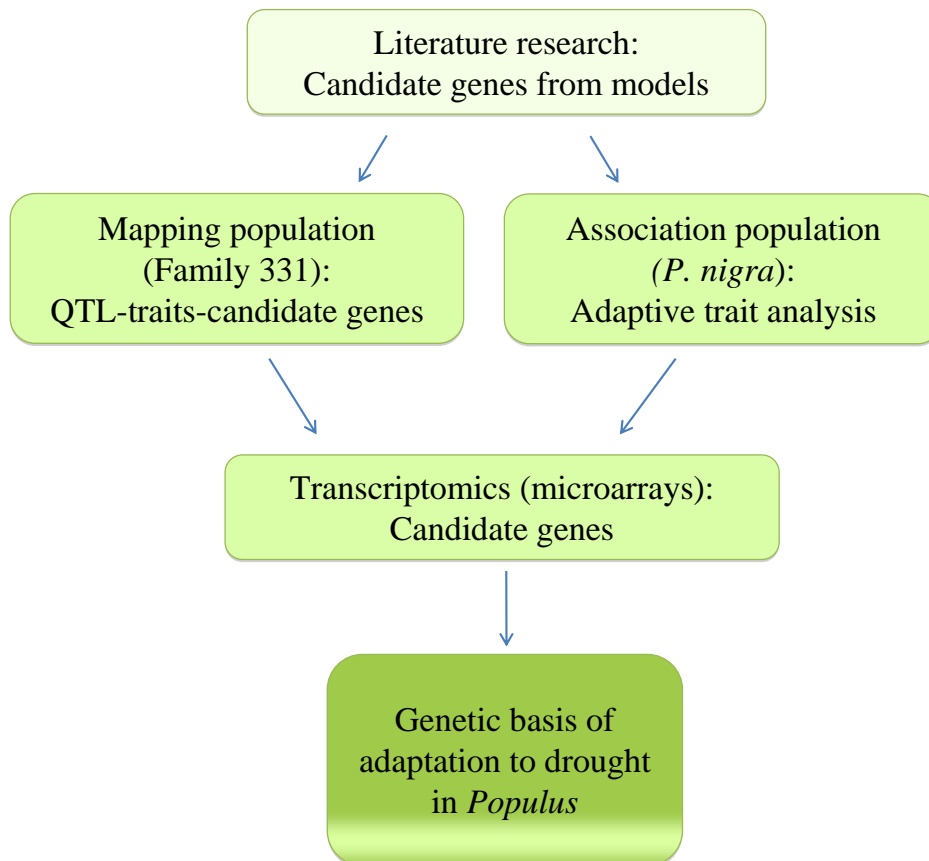 Literature research:
Candidate genes from models
Mapping population
(Family 331):
QTL-traits-candidate genes
Association population
(P. nigra):
Adaptive trait analysis
Transcriptomics (microarrays):
Candidate genes
Genetic basis of
adaptation to drought
in Populus